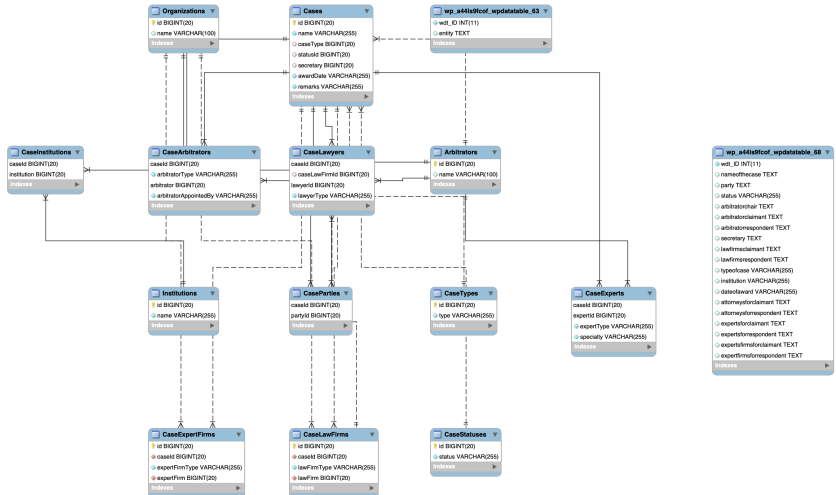 Organizations
id BIGINT(20)
name VARCHAR(100)
Indexes
Cases
id BIGINT(20)
name VARCHAR(255)
caseType BIGINT(20)
statusId BIGINT(20)
secretary BIGINT(20)
awardDate VARCHAR(255)
remarks VARCHAR(255)
Indexes
wp_a44ls9fcof_wpdatatable_63
wdt_ID INT(11)
entity TEXT
Indexes
CaseInstitutions
caseId BIGINT(20)
institution BIGINT(20)
Indexes
CaseArbitrators
caseId BIGINT(20)
arbitratorType VARCHAR(255)
arbitrator BIGINT(20)
arbitratorAppointedBy VARCHAR(255)
Indexes
CaseLawyers
caseId BIGINT(20)
caseLawFirmId BIGINT(20)
lawyerId BIGINT(20)
lawyerType VARCHAR(255)
Indexes
Arbitrators
id BIGINT(20)
name VARCHAR(100)
Indexes
wp_a44ls9fcof_wpdatatable_68
wdt_ID INT(11)
nameofthecase TEXT
party TEXT
status VARCHAR(255)
arbitratorchair TEXT
arbitratorclaimant TEXT
arbitratorrespondent TEXT
secretary TEXT
lawfirmsclaimant TEXT
lawfirmsrespondent TEXT
typeofcase VARCHAR(255)
institution VARCHAR(255)
dateofaward VARCHAR(255)
attorneysforclaimant TEXT
attorneysforrespondent TEXT
expertsforclaimant TEXT
expertsforrespondent TEXT
expertsfirmsforclaimant TEXT
expertfirmsforrespondent TEXT
Indexes
Institutions
id BIGINT(20)
name VARCHAR(255)
Indexes
CaseParties
caseId BIGINT(20)
partyId BIGINT(20)
Indexes
CaseTypes
id BIGINT(20)
type VARCHAR(255)
Indexes
CaseExperts
caseId BIGINT(20)
expertId BIGINT(20)
expertType VARCHAR(255)
specialty VARCHAR(255)
Indexes
CaseExpertFirms
id BIGINT(20)
caseId BIGINT(20)
expertFirmType VARCHAR(255)
expertFirm BIGINT(20)
Indexes
CaseLawFirms
id BIGINT(20)
caseId BIGINT(20)
lawFirmType VARCHAR(255)
lawFirm BIGINT(20)
Indexes
CaseStatuses
id BIGINT(20)
status VARCHAR(255)
Indexes